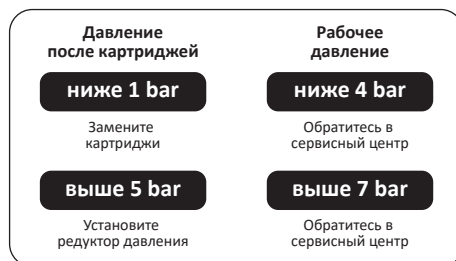 Давление
после картриджей
ниже 1 bar
Замените
картриджи
выше 5 bar
Установите
редуктор давления
Рабочее
давление
ниже 4 bar
Обратитесь в
сервисный центр
выше 7 bar
Обратитесь в
сервисный центр